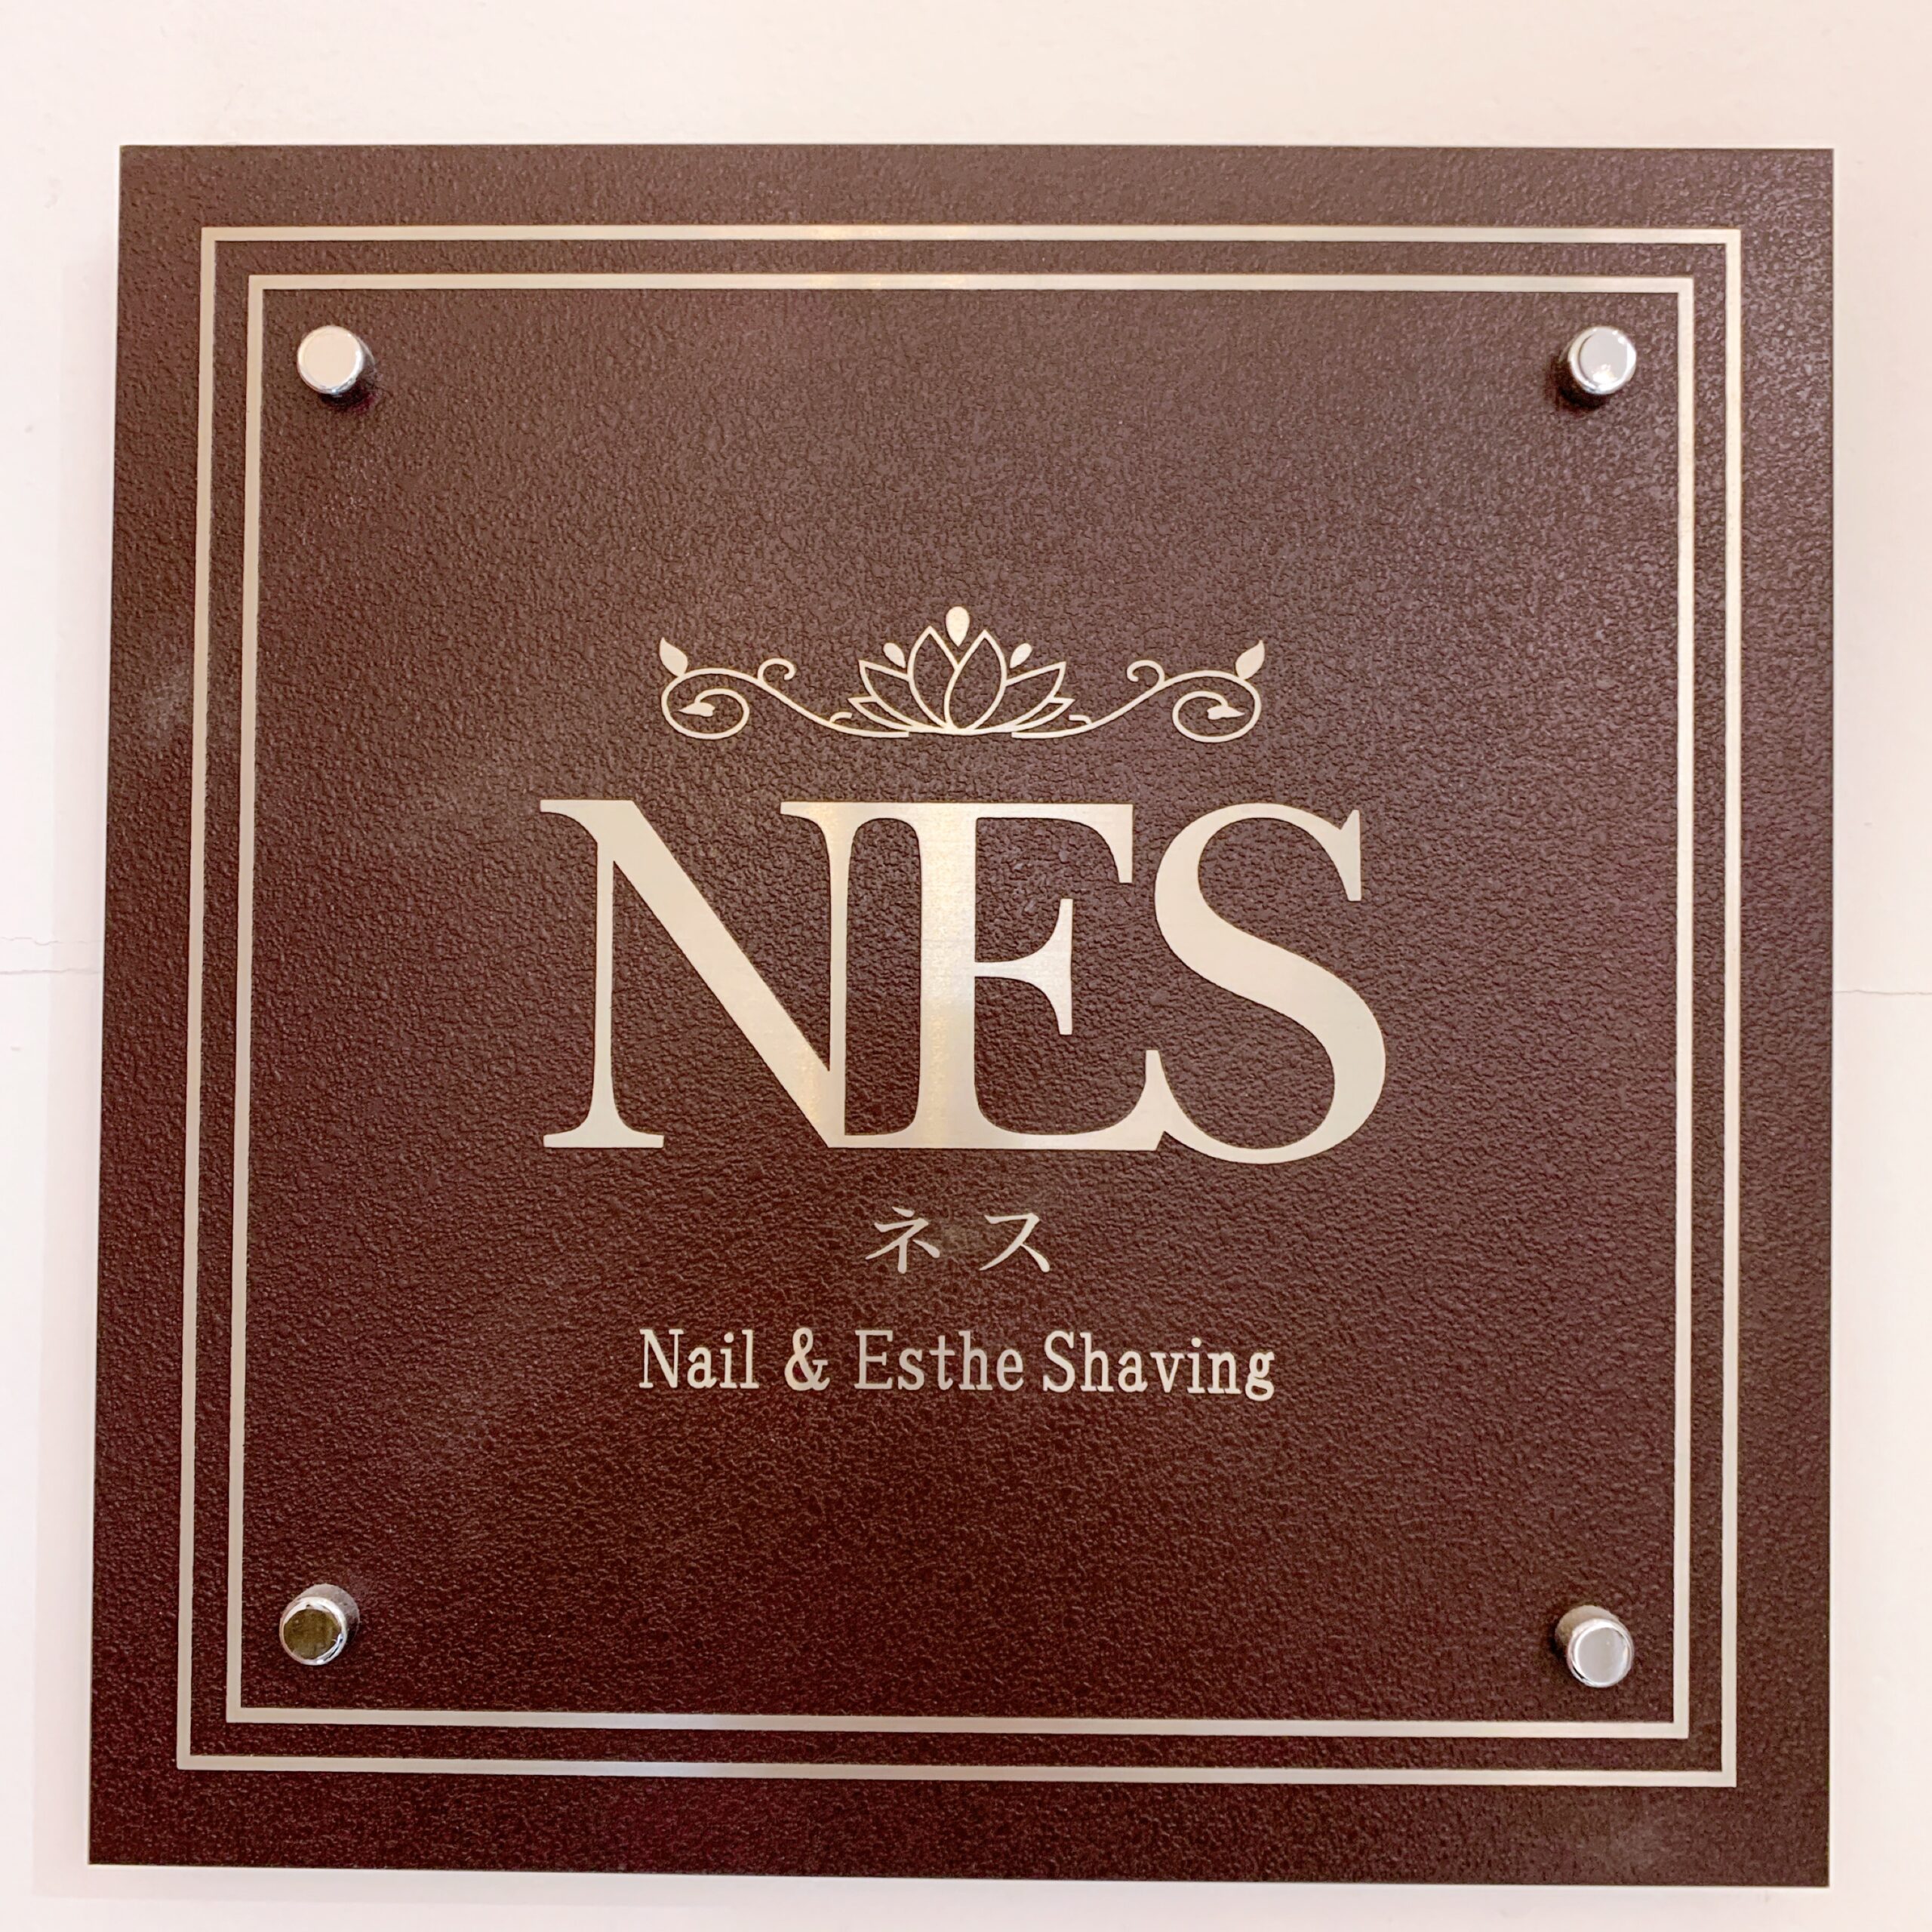 NES
ネス
Nail & Esthe Shaving